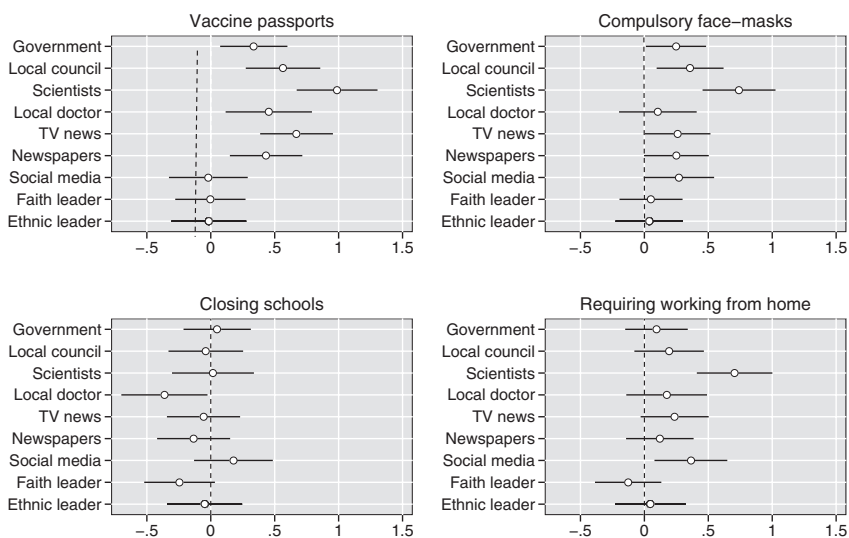 Vaccine passports
Government
Local council
Scientists
Local doctor
TV news
Newspapers
Social media
Faith leader
Ethnic leader
−.5 0 .5 1 1.5
Compulsory face−masks
Government
Local council
Scientists
Local doctor
TV news
Newspapers
Social media
Faith leader
Ethnic leader
−.5 0 .5 1 1.5
Closing schools
Government
Local council
Scientists
Local doctor
TV news
Newspapers
Social media
Faith leader
Ethnic leader
−.5 0 .5 1 1.5
Requiring working from home
Government
Local council
Scientists
Local doctor
TV news
Newspapers
Social media
Faith leader
Ethnic leader
−.5 0 .5 1 1.5